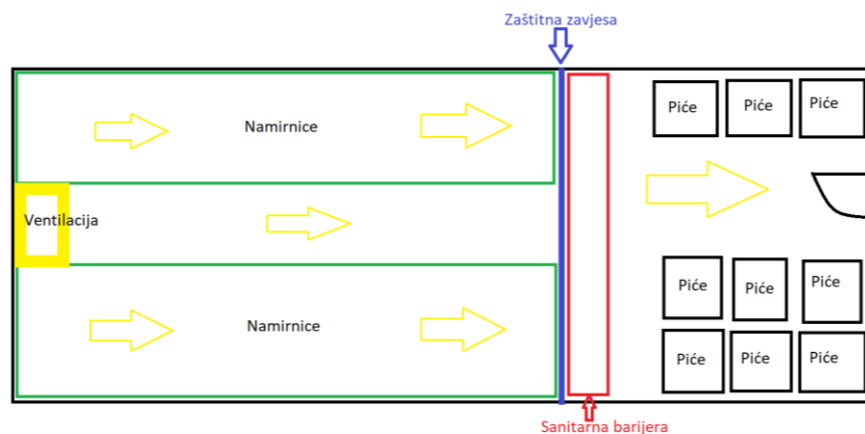 Zaštitna zavjesa
Namirnice
Piće Piće Piće
Ventilacija
Piće Piće Piće
Namirnice
Piće Piće Piće
Sanitarna barijera